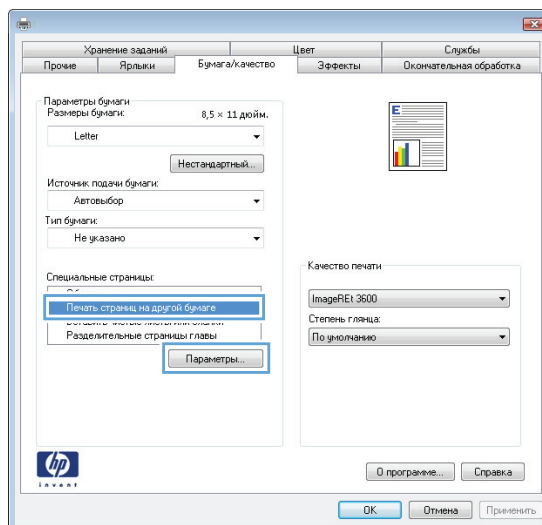 Хранение заданий Цвет Службы
Прочие Ярлыки Бумага/качество Эффекты Окончательная обработка
Параметры бумаги
Размеры бумаги: 8,5 × 11 дюйм.
Letter
Нестандартный...
Источник подачи бумаги:
Автовыбор
Тип бумаги:
Не указано
Специальные страницы:
Печать страниц на другой бумаге
Разделительные страницы главы
Параметры...
E
Качество печати
ImageREt 3600
Степень глянца:
По умолчанию
hp
invent
О программе... Справка
OK Отмена Применить